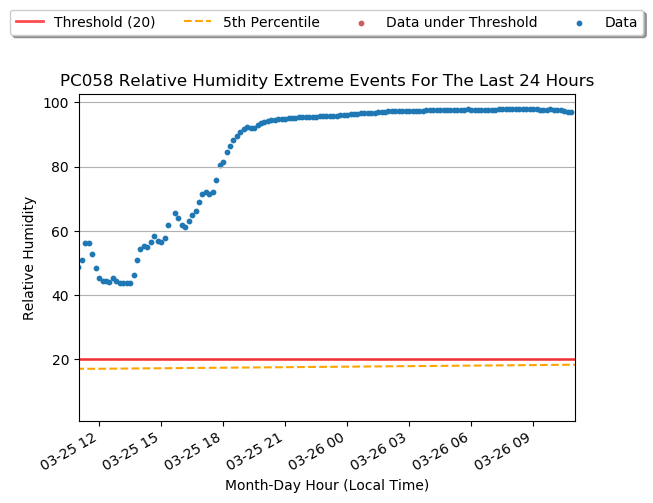 Threshold (20) 5th Percentile Data under Threshold Data
PC058 Relative Humidity Extreme Events For The Last 24 Hours
100
80
60
40
20
Relative Humidity
03-25 12 03-25 15 03-25 18 03-25 21 03-26 00 03-26 03 03-26 06 03-26 09
Month-Day Hour (Local Time)